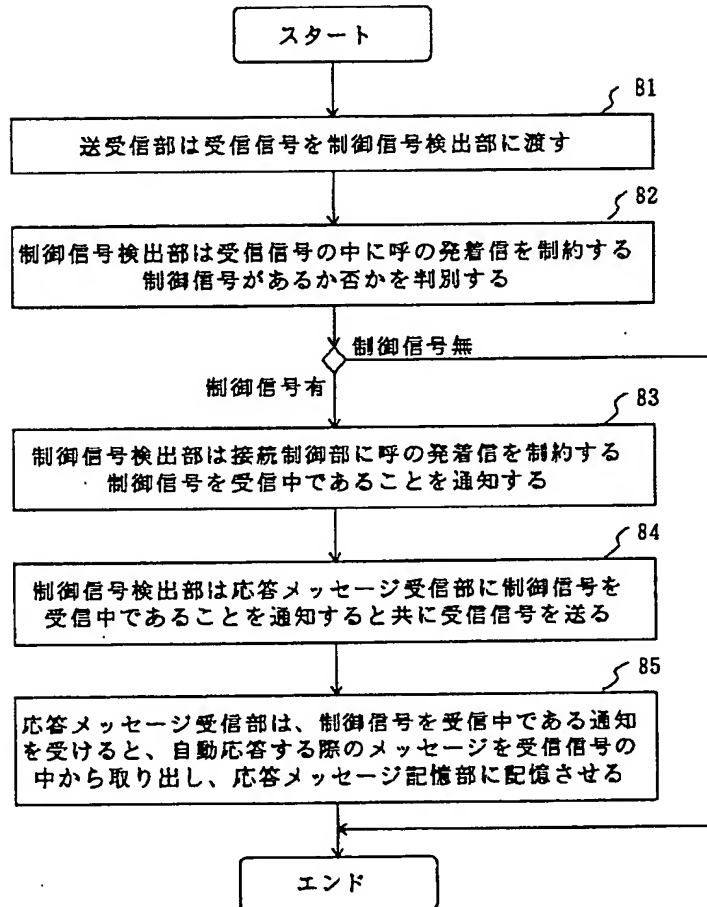 スタート
81
送受信部は受信信号を制御信号検出部に渡す
82
制御信号検出部は受信信号の中に呼の発着信を制約する
制御信号があるか否かを判別する
制御信号無
制御信号有
83
制御信号検出部は接続制御部に呼の発着信を制約する
制御信号を受信中であることを通知する
84
制御信号検出部は応答メッセージ受信部に制御信号を
受信中であることを通知すると共に受信信号を送る
85
応答メッセージ受信部は、制御信号を受信中である通知
を受けると、自動応答する際のメッセージを受信信号の
中から取り出し、応答メッセージ記憶部に記憶させる
エンド